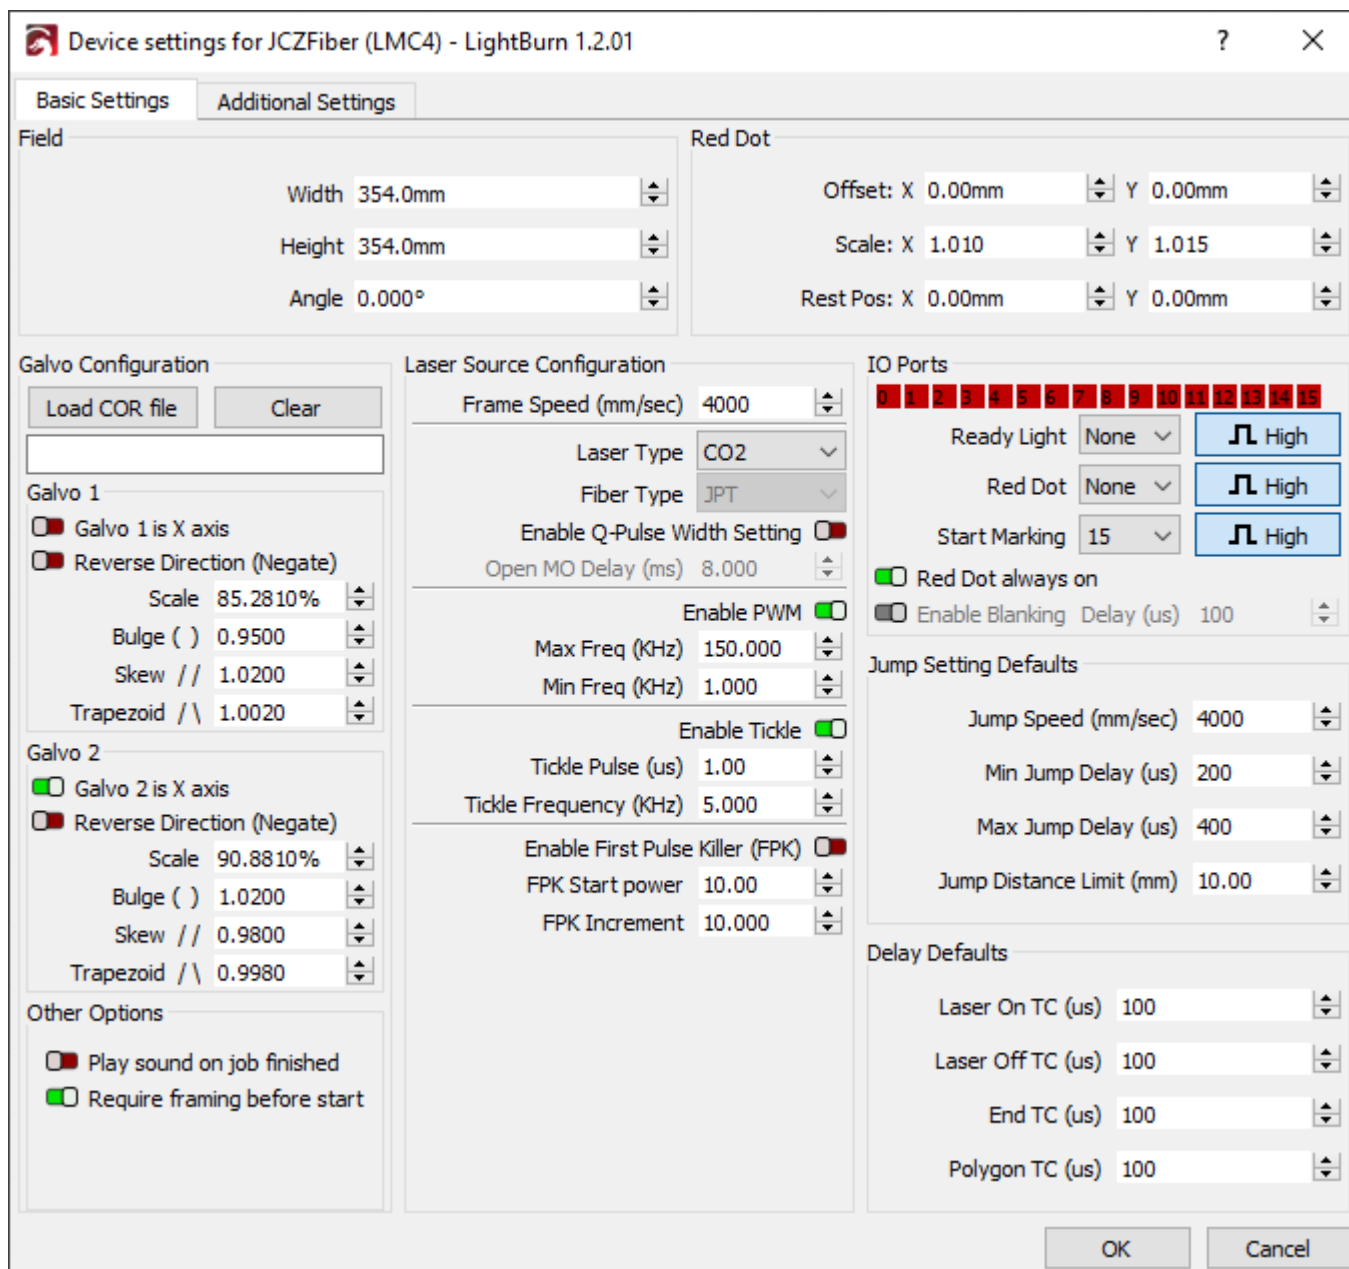 Device settings for JCZFiber (LMC4) - LightBurn 1.2.01 ?
Basic Settings Additional Settings
Field
Width 354.0mm
Height 354.0mm
Angle 0.000°
Red Dot
Offset: X 0.00mm Y 0.00mm
Scale: X 1.010 Y 1.015
Rest Pos: X 0.00mm Y 0.00mm
Galvo Configuration
Load COR file Clear
Galvo 1
Galvo 1 is X axis
Reverse Direction (Negate)
Scale 85.2810%
Bulge ( ) 0.9500
Skew / / 1.0200
Trapezoid / \ 1.0020
Galvo 2
Galvo 2 is X axis
Reverse Direction (Negate)
Scale 90.8810%
Bulge ( ) 1.0200
Skew / / 0.9800
Trapezoid / \ 0.9980
Other Options
Play sound on job finished
Require framing before start
Laser Source Configuration
Frame Speed (mm/sec) 4000
Laser Type CO2
Fiber Type JPT
Enable Q-Pulse Width Setting
Open MO Delay (ms) 8.000
Enable PWM
Max Freq (KHz) 150.000
Min Freq (KHz) 1.000
Enable Tickle
Tickle Pulse (us) 1.00
Tickle Frequency (KHz) 5.000
Enable First Pulse Killer (FPK)
FPK Start power 10.00
FPK Increment 10.000
IO Ports
0 1 2 3 4 5 6 7 8 9 10 11 12 13 14 15
Ready Light None High
Red Dot None High
Start Marking 15 High
Red Dot always on
Enable Blanking Delay (us) 100
Jump Setting Defaults
Jump Speed (mm/sec) 4000
Min Jump Delay (us) 200
Max Jump Delay (us) 400
Jump Distance Limit (mm) 10.00
Delay Defaults
Laser On TC (us) 100
Laser Off TC (us) 100
End TC (us) 100
Polygon TC (us) 100
OK Cancel